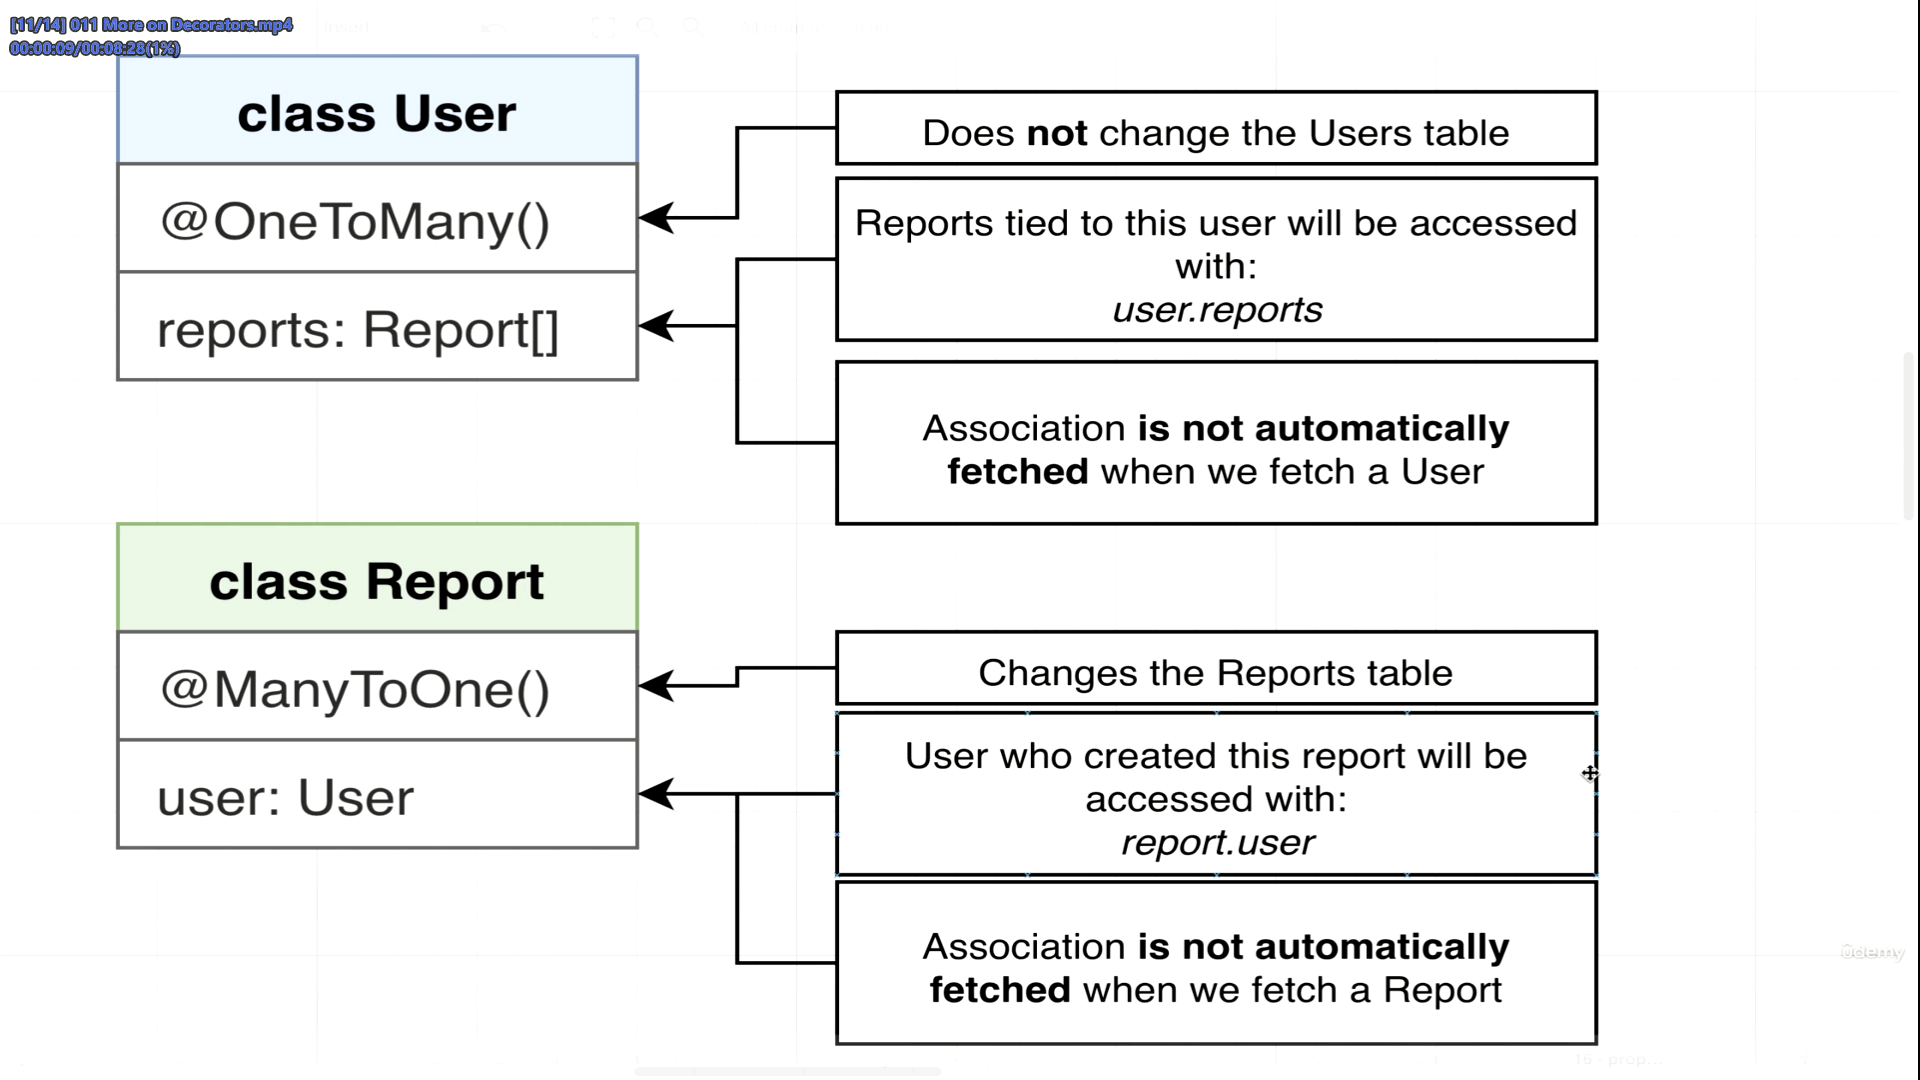 [11/14] 011 More on Decorators.mp4
00:00:09/00:08:28(1%)
class User
@OneToMany()
reports: Report[]
Does not change the Users table
Reports tied to this user will be accessed
with:
user.reports
Association is not automatically
fetched when we fetch a User
class Report
@ManyToOne()
user: User
Changes the Reports table
User who created this report will be
accessed with:
report.user
Association is not automatically
fetched when we fetch a Report
ûdemy